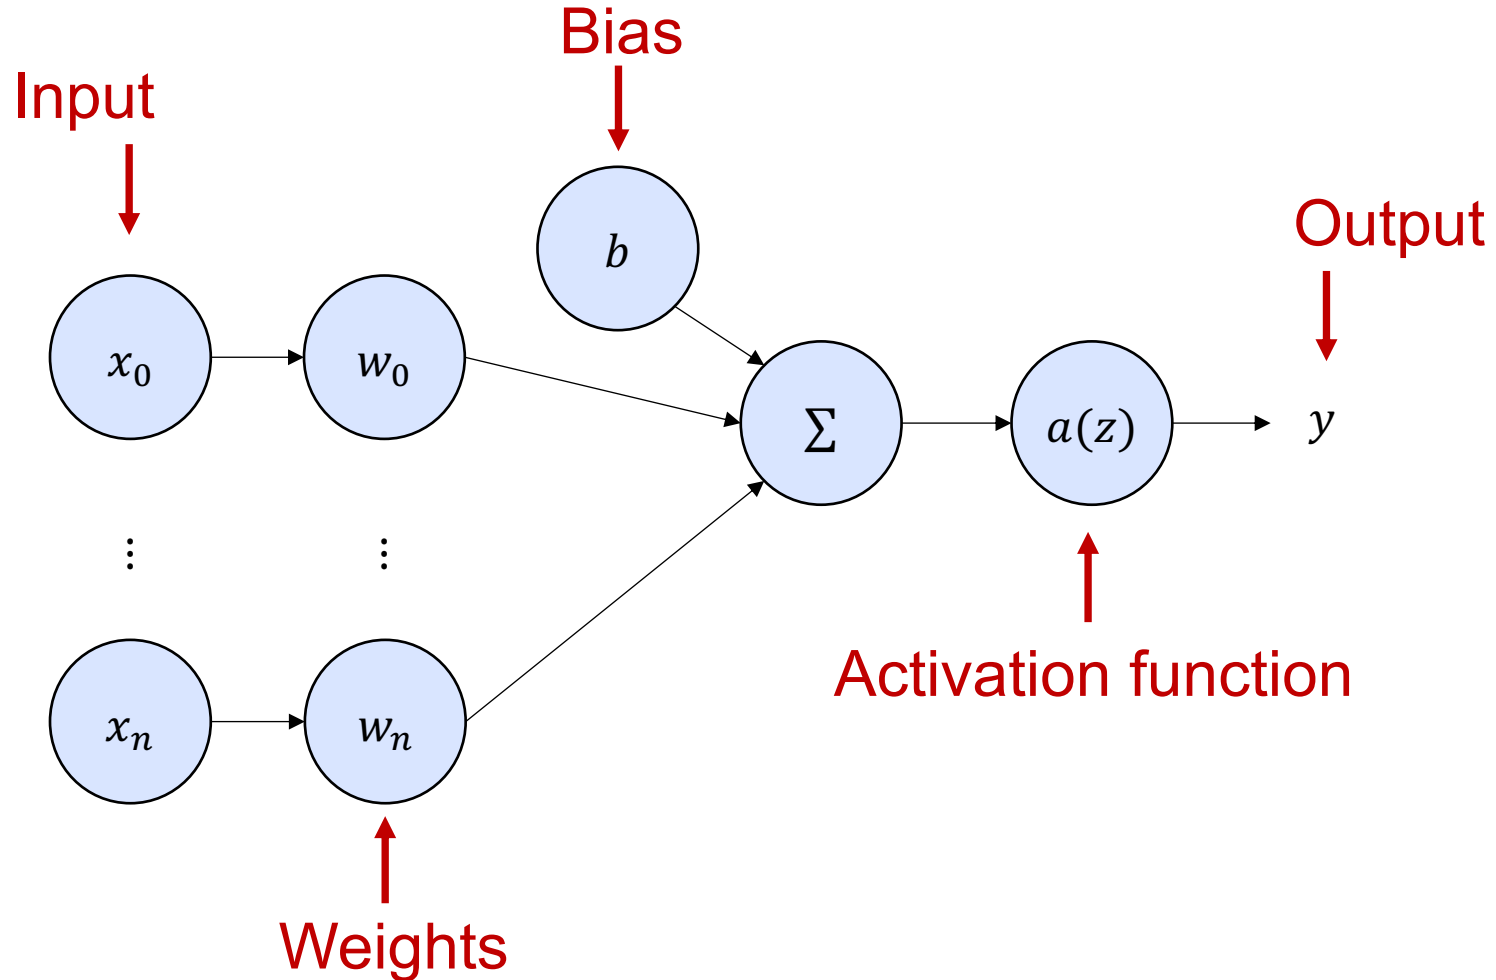 Bias
Input
Output
b
x₀ w₀
∑ a(z) y
⋮ ⋮
Activation function
xₙ wₙ
Weights